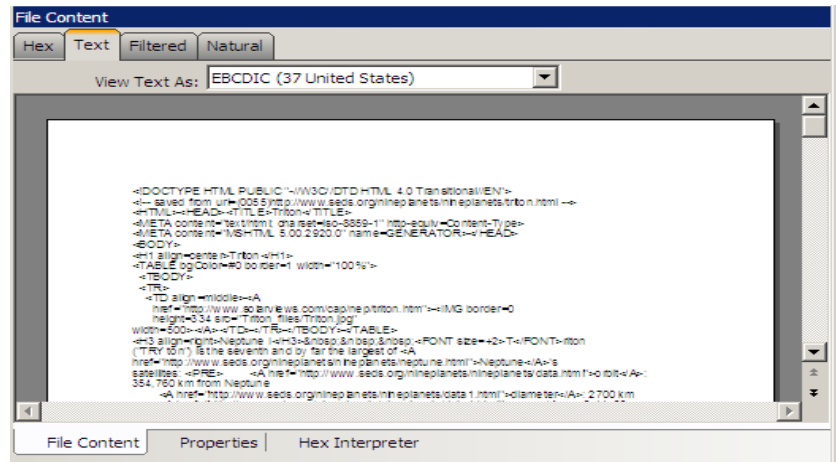 File Content
Hex Text Filtered Natural
View Text As: EBCDIC (37 United States)
<!DOCTYPE HTML PUBLIC "-//W3C//DTD HTML 4.0 Transitional//EN">
<!-- saved from url=(0055)http://www.seds.org/nineplanets/nineplanets/triton.html -->
<HTML><HEAD><TITLE>Triton</TITLE>
<META content="text/html; charset=iso-8859-1" http-equiv=Content-Type>
<META content="MSHTML 5.00.2920.0" name=GENERATOR></HEAD>
<BODY>
<H1 align=center>Triton</H1>
<TABLE bgColor=#0 border=1 width="100%">
<TBODY>
<TR>
<TD align=middle><A
href="http://www.solarviews.com/cap/nep/triton.htm"><IMG border=0
height=334 src="Triton_files/Triton.jpg"
width=500></A></TD></TR></TBODY></TABLE>
<H3 align=right>Neptune I</H3>&nbsp;&nbsp;&nbsp;<FONT size=+2>T</FONT>riton
("TRY ton") is the seventh and by far the largest of <A
href="http://www.seds.org/nineplanets/nineplanets/neptune.html">Neptune</A>'s
satellites: <PRE> <A href="http://www.seds.org/nineplanets/nineplanets/data.html">orbit</A>:
354,760 km from Neptune
<A href="http://www.seds.org/nineplanets/nineplanets/data1.html">diameter</A>: 2700 km
File Content Properties Hex Interpreter